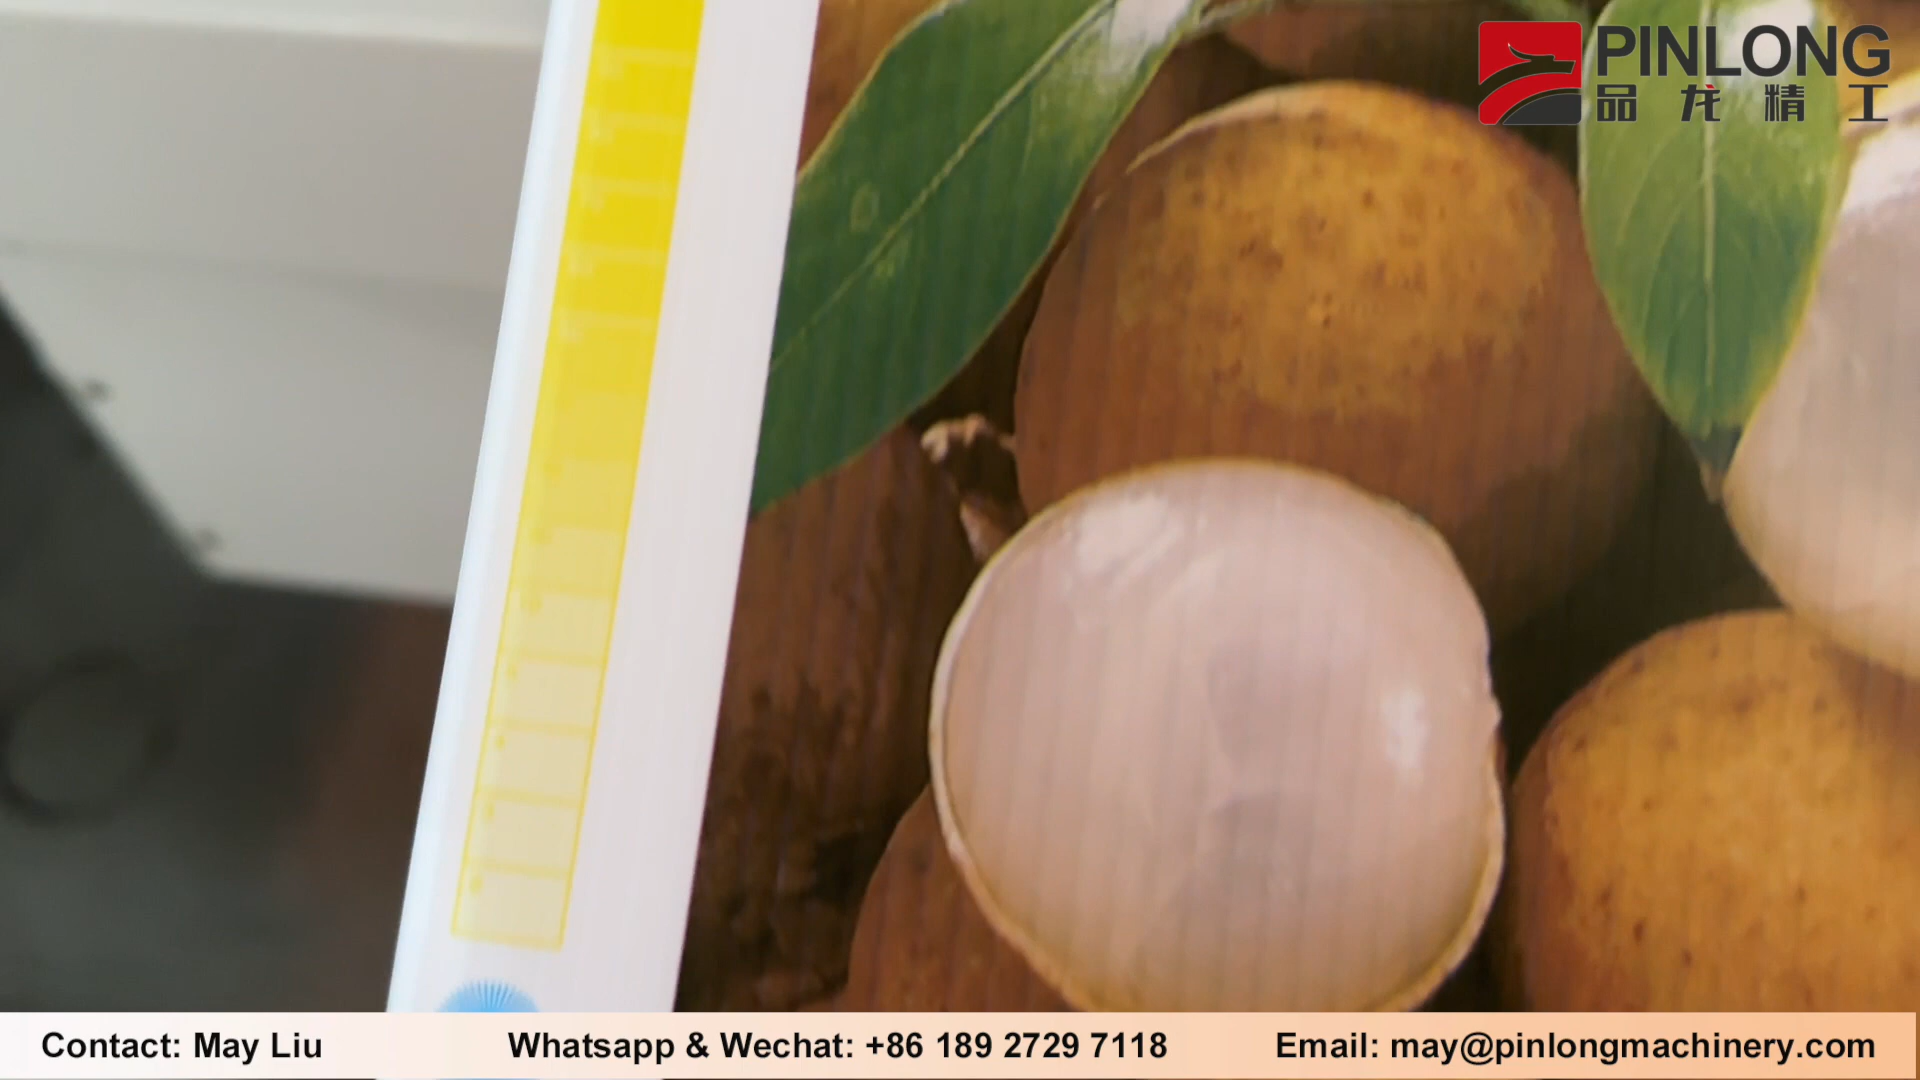 PINLONG
品龙精工
Contact: May Liu
Whatsapp & Wechat: +86 189 2729 7118
Email: may@pinlongmachinery.com